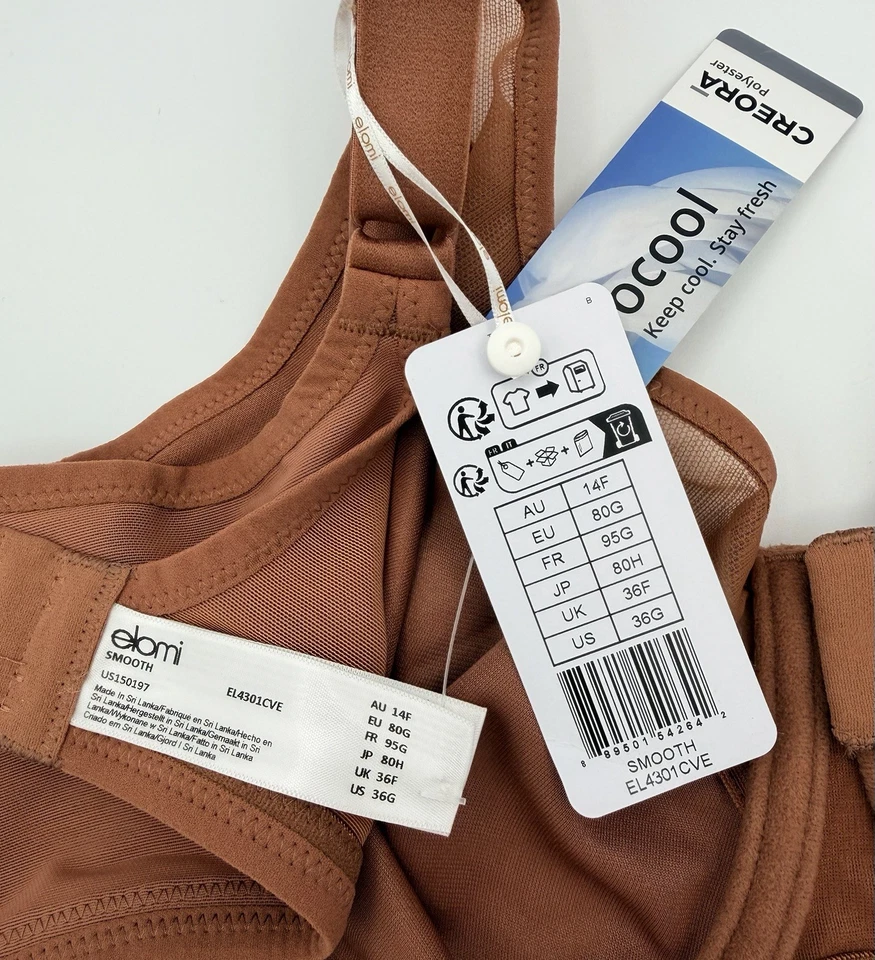 elomi
elomi
elomi
CREORA
Polyester
ocool
Keep cool. Stay fresh
B
FR
FR IT
AU 14F
EU 80G
FR 95G
JP 80H
UK 36F
US 36G
8 89501 54264 2
SMOOTH
EL4301CVE
elomi
SMOOTH
US150197 EL4301CVE
Made in Sri Lanka/Fabriqué en Sri Lanka/Hecho en
Sri Lanka/Hergestellt in Sri Lanka/Gemaakt in Sri
Lanka/Wykonane w Sri Lanka/Fatto in Sri Lanka
Criado em Sri Lanka/Gjord i Sri Lanka
AU 14F
EU 80G
FR 95G
JP 80H
UK 36F
US 36G